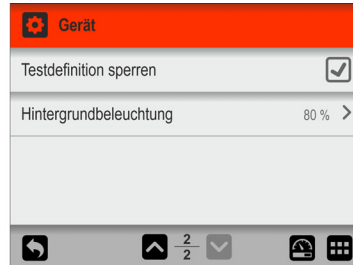 Gerät
Testdefinition sperren
Hintergrundbeleuchtung 80 %
2
2